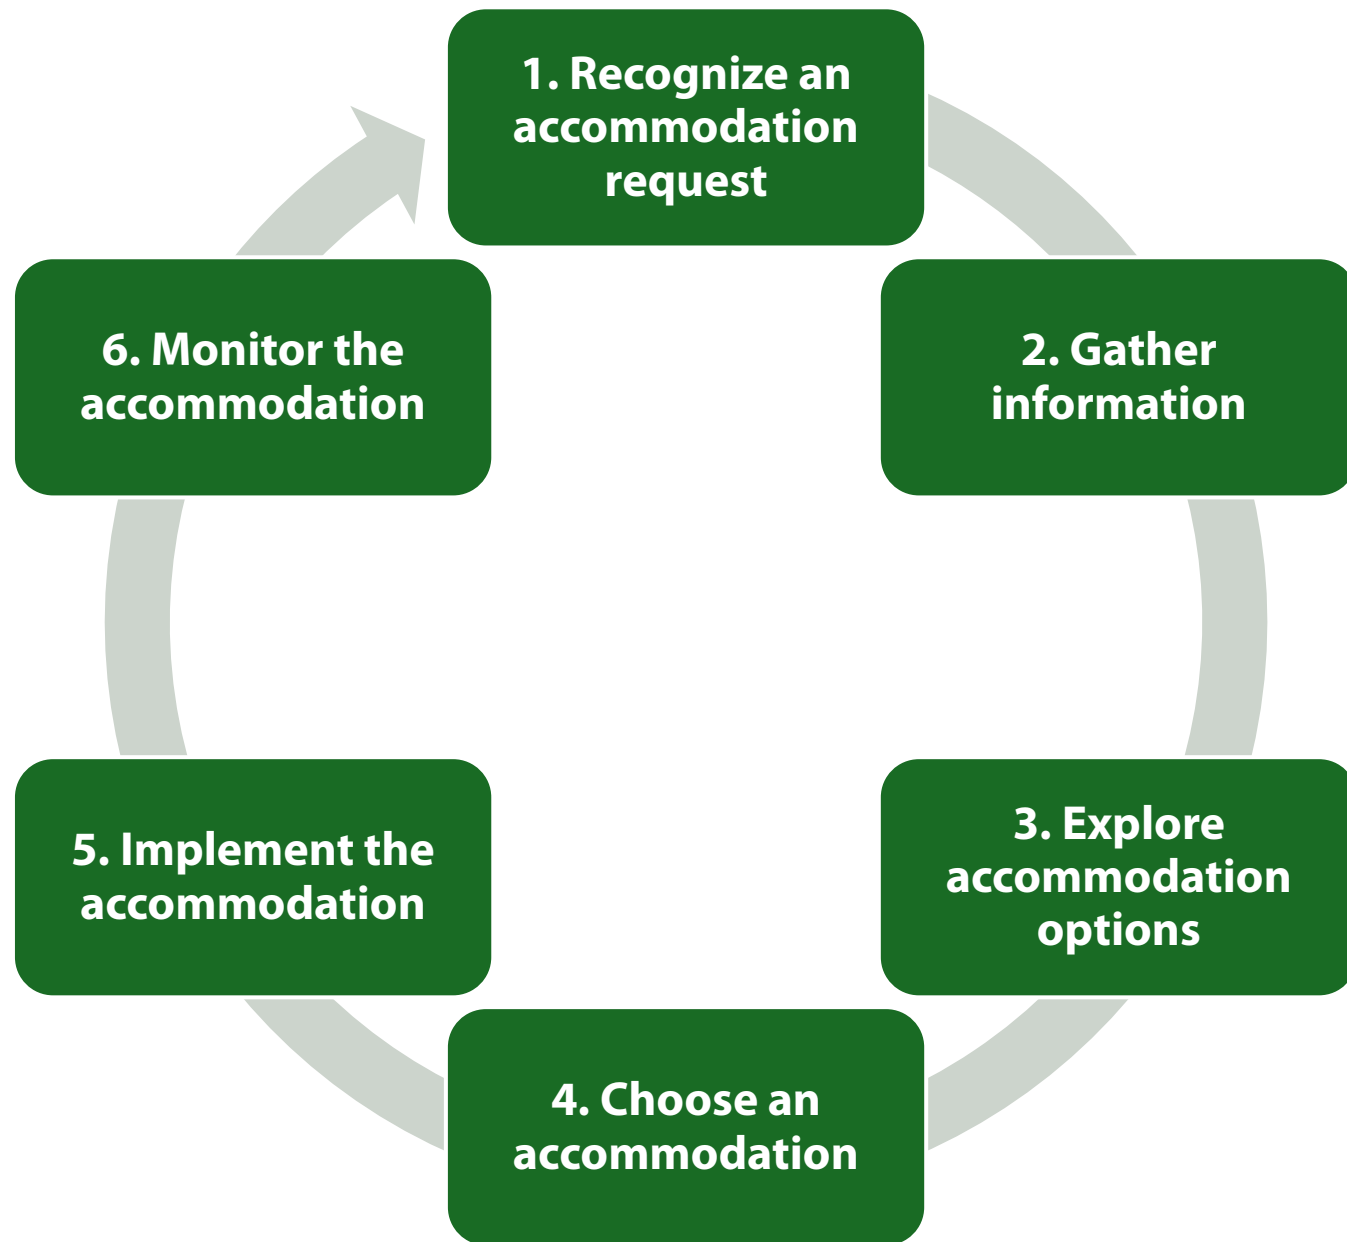 1. Recognize an
accommodation
request
2. Gather
information
3. Explore
accommodation
options
4. Choose an
accommodation
5. Implement the
accommodation
6. Monitor the
accommodation